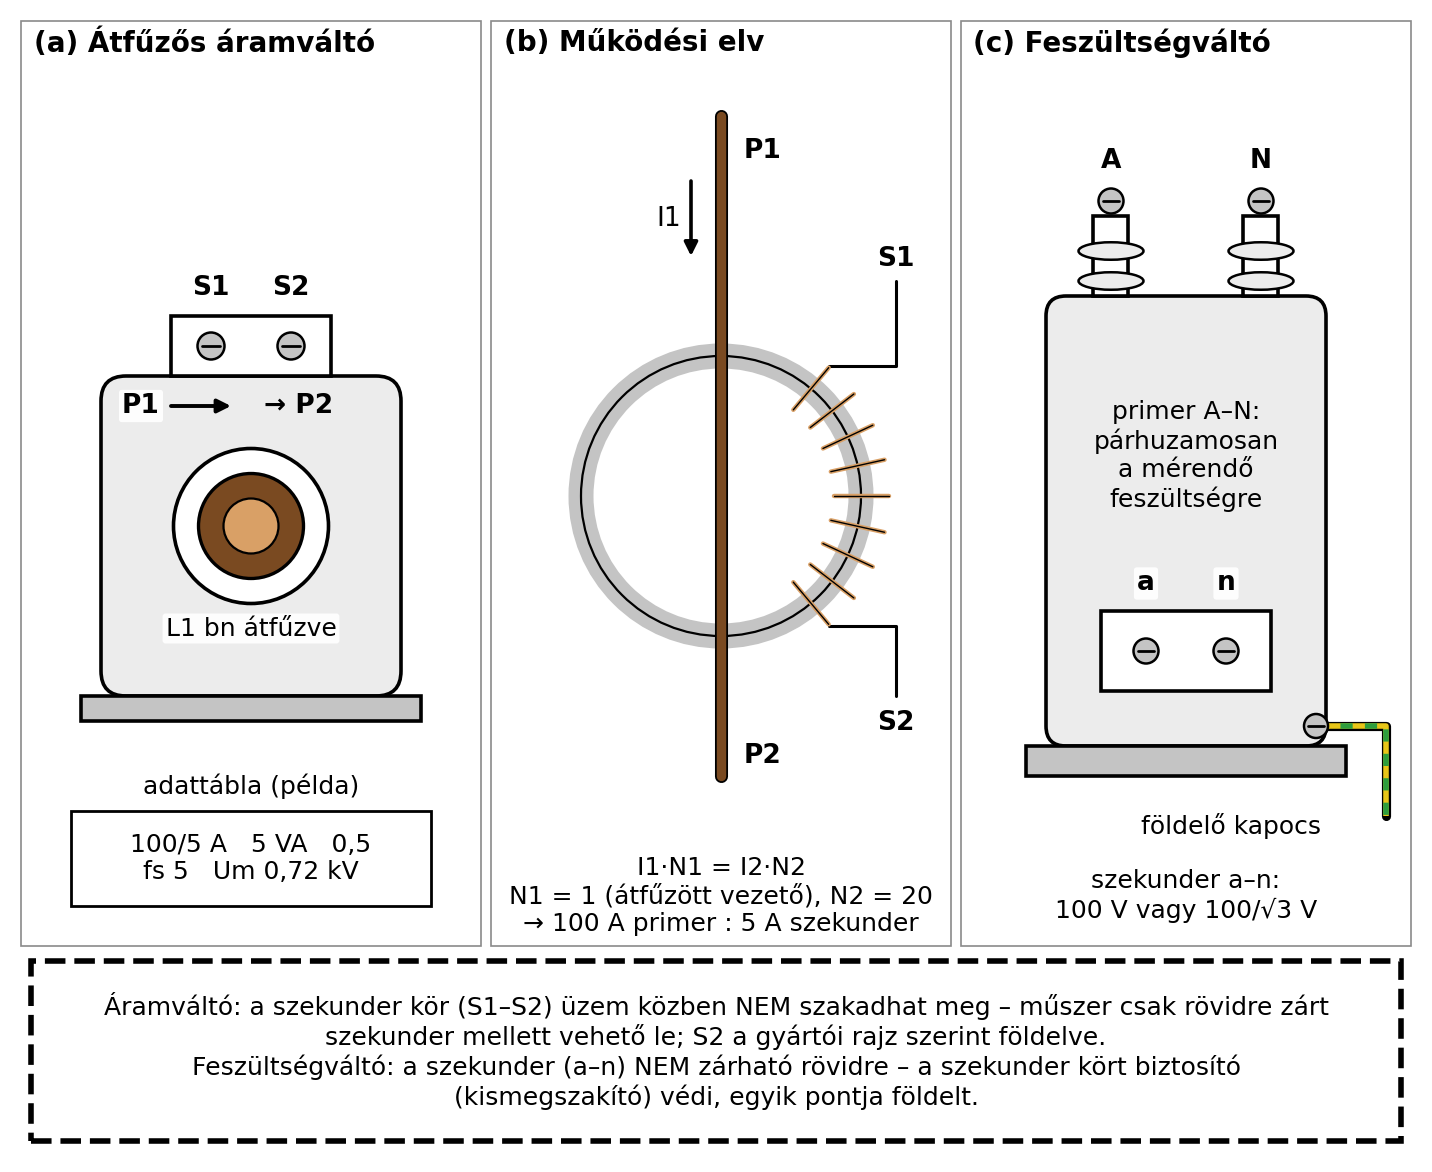 (a) Átfűzős áramváltó
S1 S2
P1 → P2
L1 bn átfűzve
adattábla (példa)
100/5 A 5 VA 0,5
fs 5 Um 0,72 kV
(b) Működési elv
P1
I1
S1
S2
P2
I1·N1 = I2·N2
N1 = 1 (átfűzött vezető), N2 = 20
→ 100 A primer : 5 A szekunder
(c) Feszültségváltó
A N
primer A–N:
párhuzamosan
a mérendő
feszültségre
a n
földelő kapocs
szekunder a–n:
100 V vagy 100/√3 V
Áramváltó: a szekunder kör (S1–S2) üzem közben NEM szakadhat meg – műszer csak rövidre zárt
szekunder mellett vehető le; S2 a gyártói rajz szerint földelve.
Feszültségváltó: a szekunder (a–n) NEM zárható rövidre – a szekunder kört biztosító
(kismegszakító) védi, egyik pontja földelt.